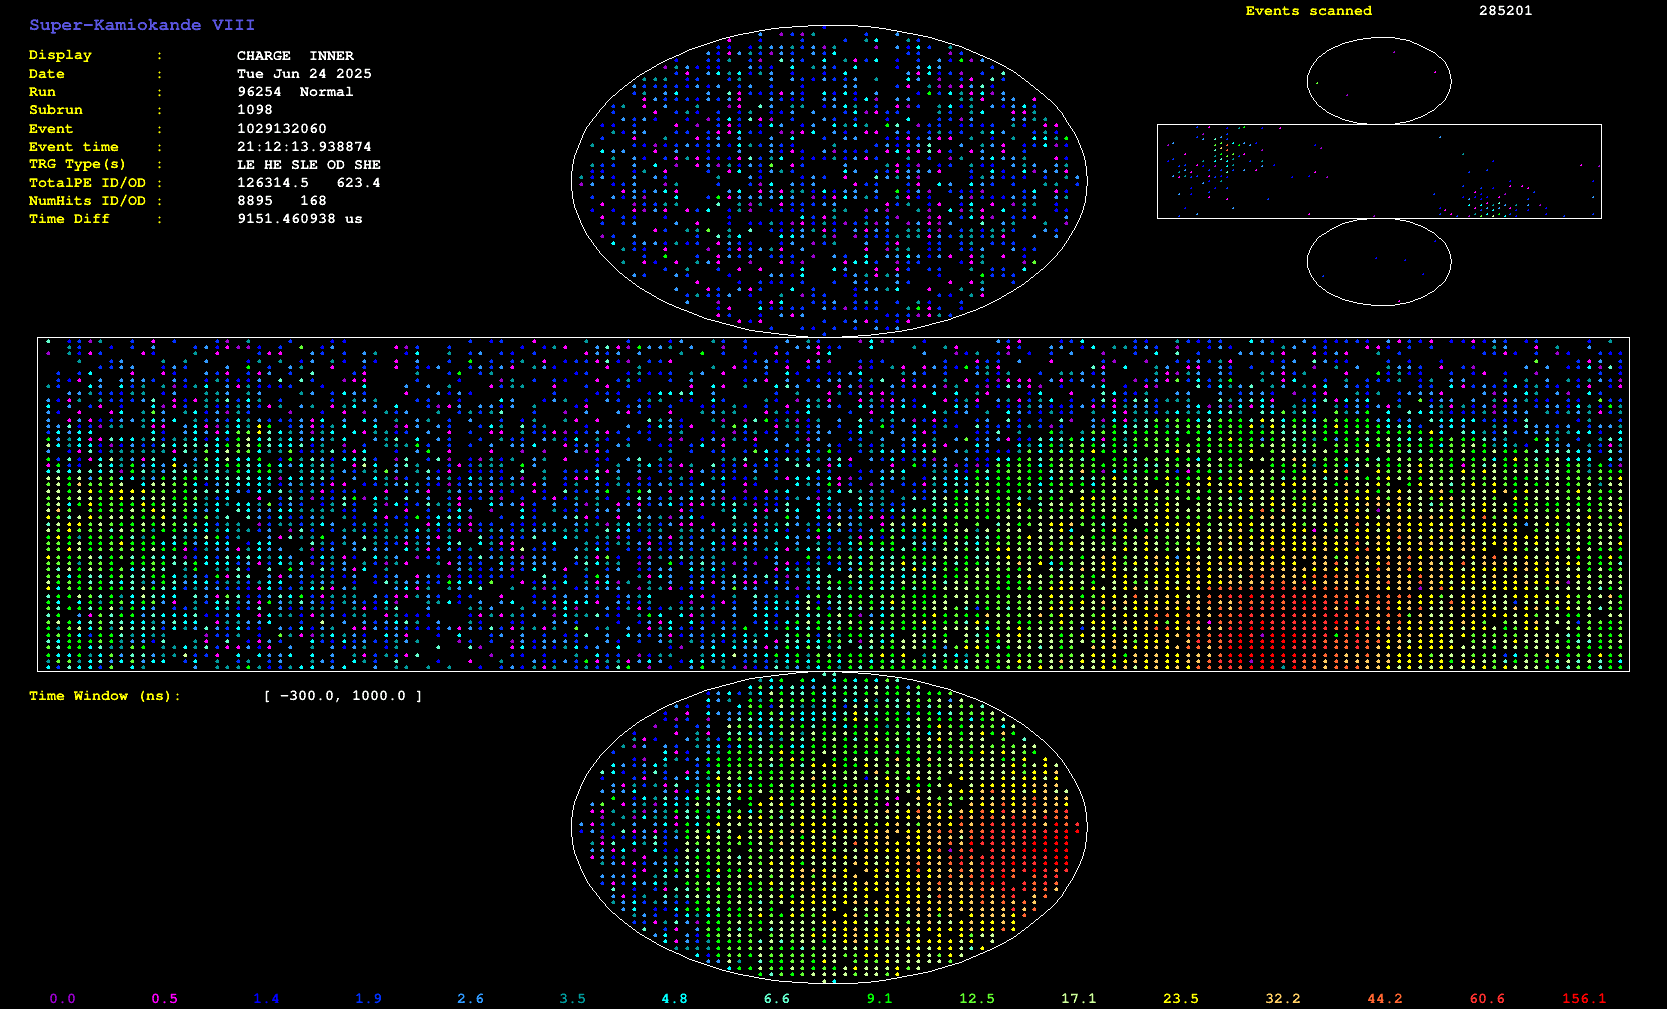 Super-Kamiokande VIII
Events scanned 285201
Display : CHARGE INNER
Date : Tue Jun 24 2025
Run : 96254 Normal
Subrun : 1098
Event : 1029132060
Event time : 21:12:13.938874
TRG Type(s) : LE HE SLE OD SHE
TotalPE ID/OD : 126314.5 623.4
NumHits ID/OD : 8895 168
Time Diff : 9151.460938 us
Time Window (ns): [ -300.0, 1000.0 ]
0.0 0.5 1.4 1.9 2.6 3.5 4.8 6.6 9.1 12.5 17.1 23.5 32.2 44.2 60.6 156.1